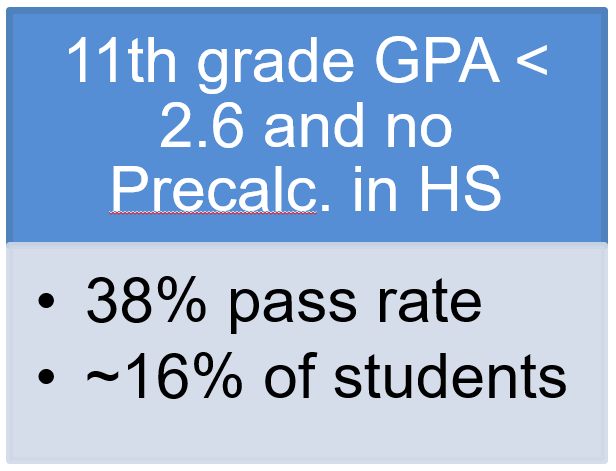 11th grade GPA <
2.6 and no
Precalc. in HS
• 38% pass rate
• ~16% of students